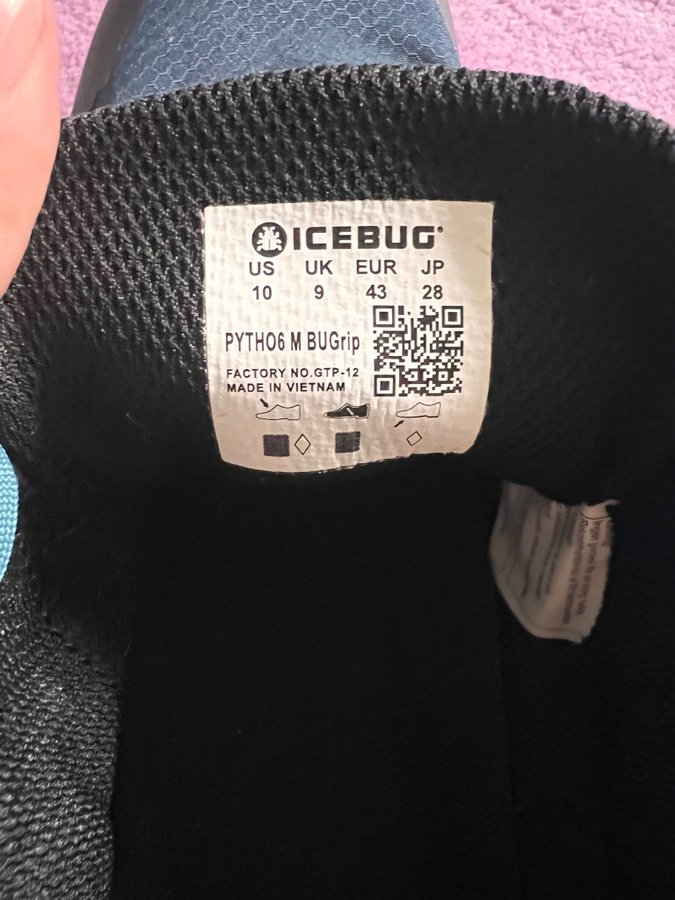 ICEBUG
US UK EUR JP
10 9 43 28
PYTHO6 M BUGrip
FACTORY NO.GTP-12
MADE IN VIETNAM